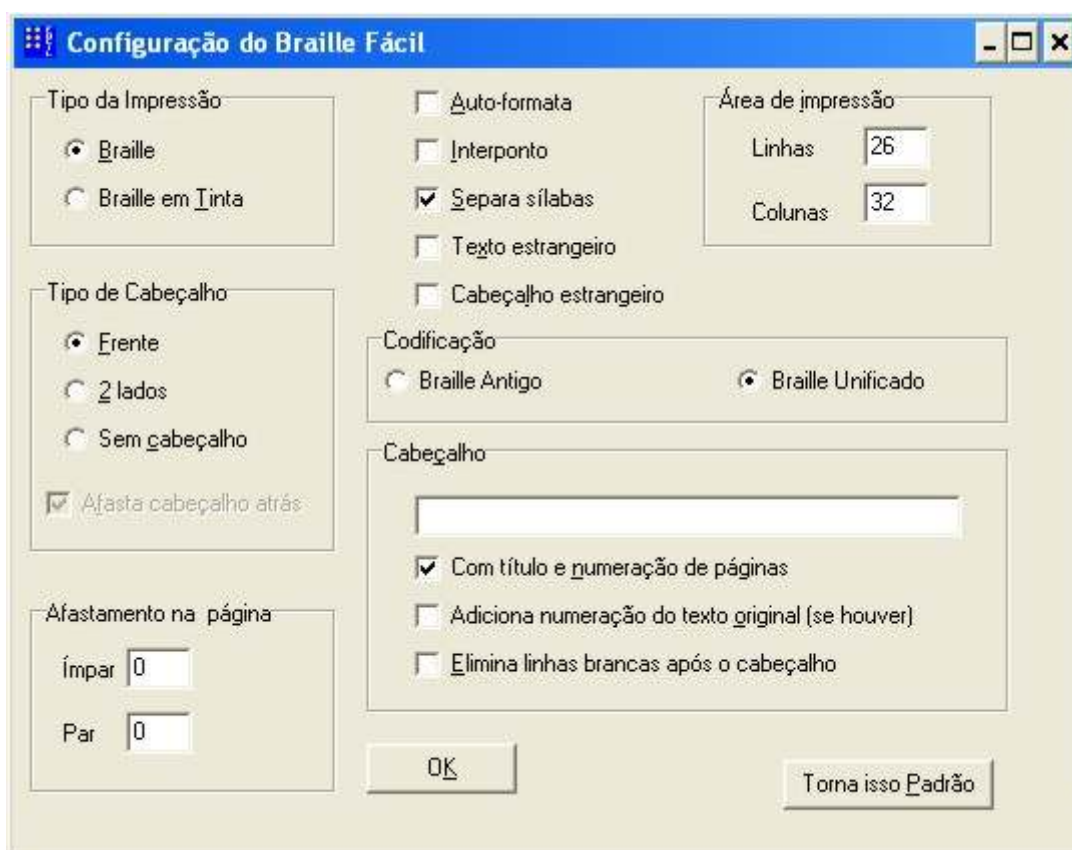 Configuração do Braille Fácil
Tipo da Impressão
Braille
Braille em Tinta
Auto-formata
Interponto
Separa sílabas
Texto estrangeiro
Cabeçalho estrangeiro
Área de impressão
Linhas 26
Colunas 32
Tipo de Cabeçalho
Frente
2 lados
Sem cabeçalho
Afasta cabeçalho atrás
Codificação
Braille Antigo
Braille Unificado
Cabeçalho
Com título e numeração de páginas
Adiciona numeração do texto original (se houver)
Elimina linhas brancas após o cabeçalho
Afastamento na página
Ímpar 0
Par 0
OK
Torna isso Padrão